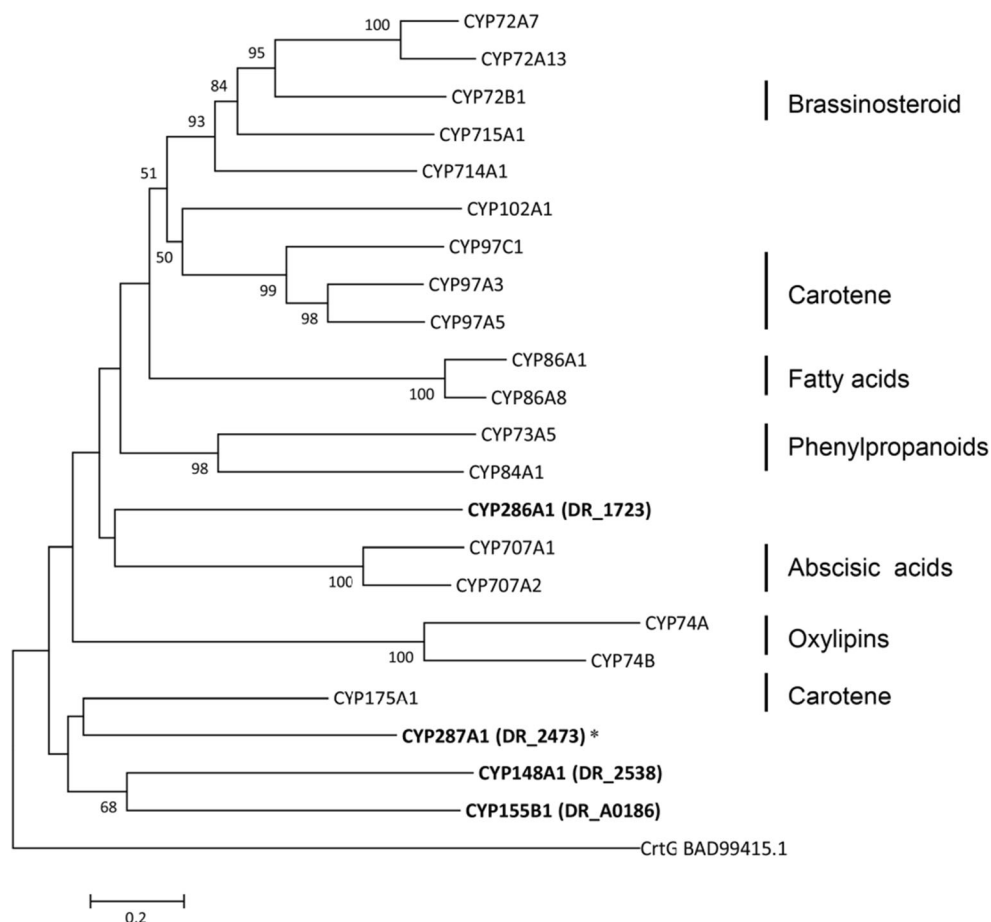 100
CYP72A7
95
CYP72A13
84
CYP72B1
Brassinosteroid
93
CYP715A1
51
CYP714A1
CYP102A1
50
CYP97C1
99
CYP97A3
Carotene
98
CYP97A5
CYP86A1
Fatty acids
100
CYP86A8
CYP73A5
Phenylpropanoids
98
CYP84A1
CYP286A1 (DR_1723)
CYP707A1
Abscisic acids
100
CYP707A2
CYP74A
Oxylipins
100
CYP74B
CYP175A1
Carotene
CYP287A1 (DR_2473) *
CYP148A1 (DR_2538)
68
CYP155B1 (DR_A0186)
CrtG BAD99415.1
0.2